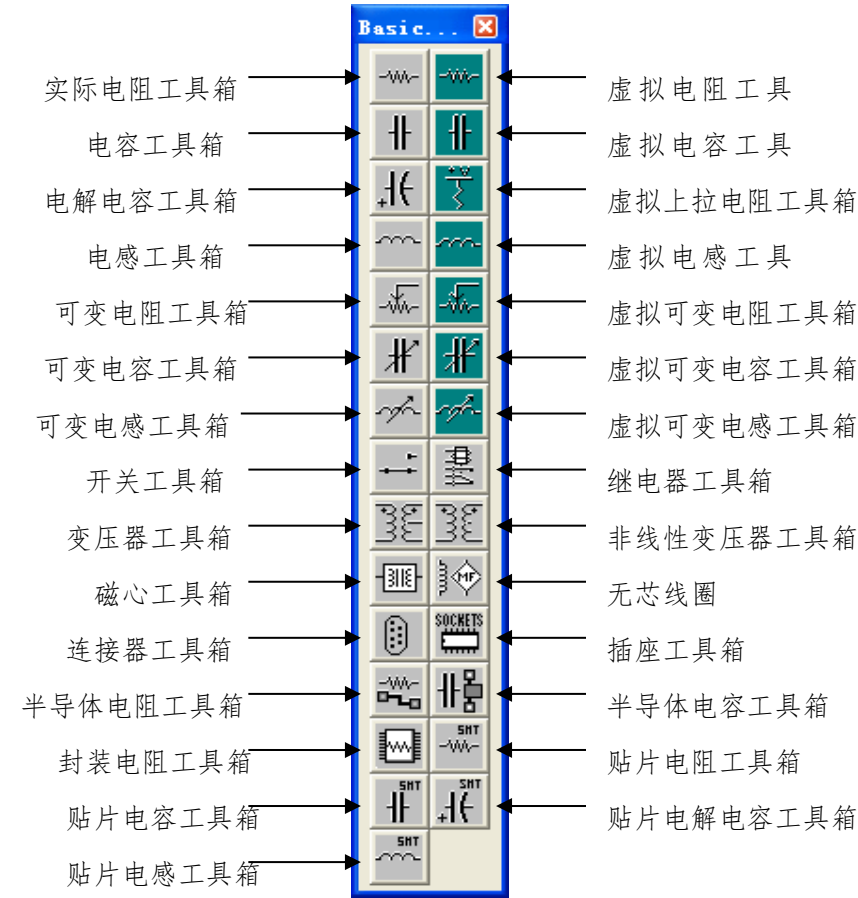 Basic...
实际电阻工具箱
虚拟电阻工具
电容工具箱
虚拟电容工具
电解电容工具箱
+V
虚拟上拉电阻工具箱
电感工具箱
虚拟电感工具
可变电阻工具箱
虚拟可变电阻工具箱
可变电容工具箱
虚拟可变电容工具箱
可变电感工具箱
虚拟可变电感工具箱
开关工具箱
继电器工具箱
变压器工具箱
非线性变压器工具箱
磁心工具箱
MF
无芯线圈
连接器工具箱
SOCKETS
插座工具箱
半导体电阻工具箱
半导体电容工具箱
封装电阻工具箱
SMT
贴片电阻工具箱
贴片电容工具箱
SMT
SMT
贴片电解电容工具箱
贴片电感工具箱
SMT